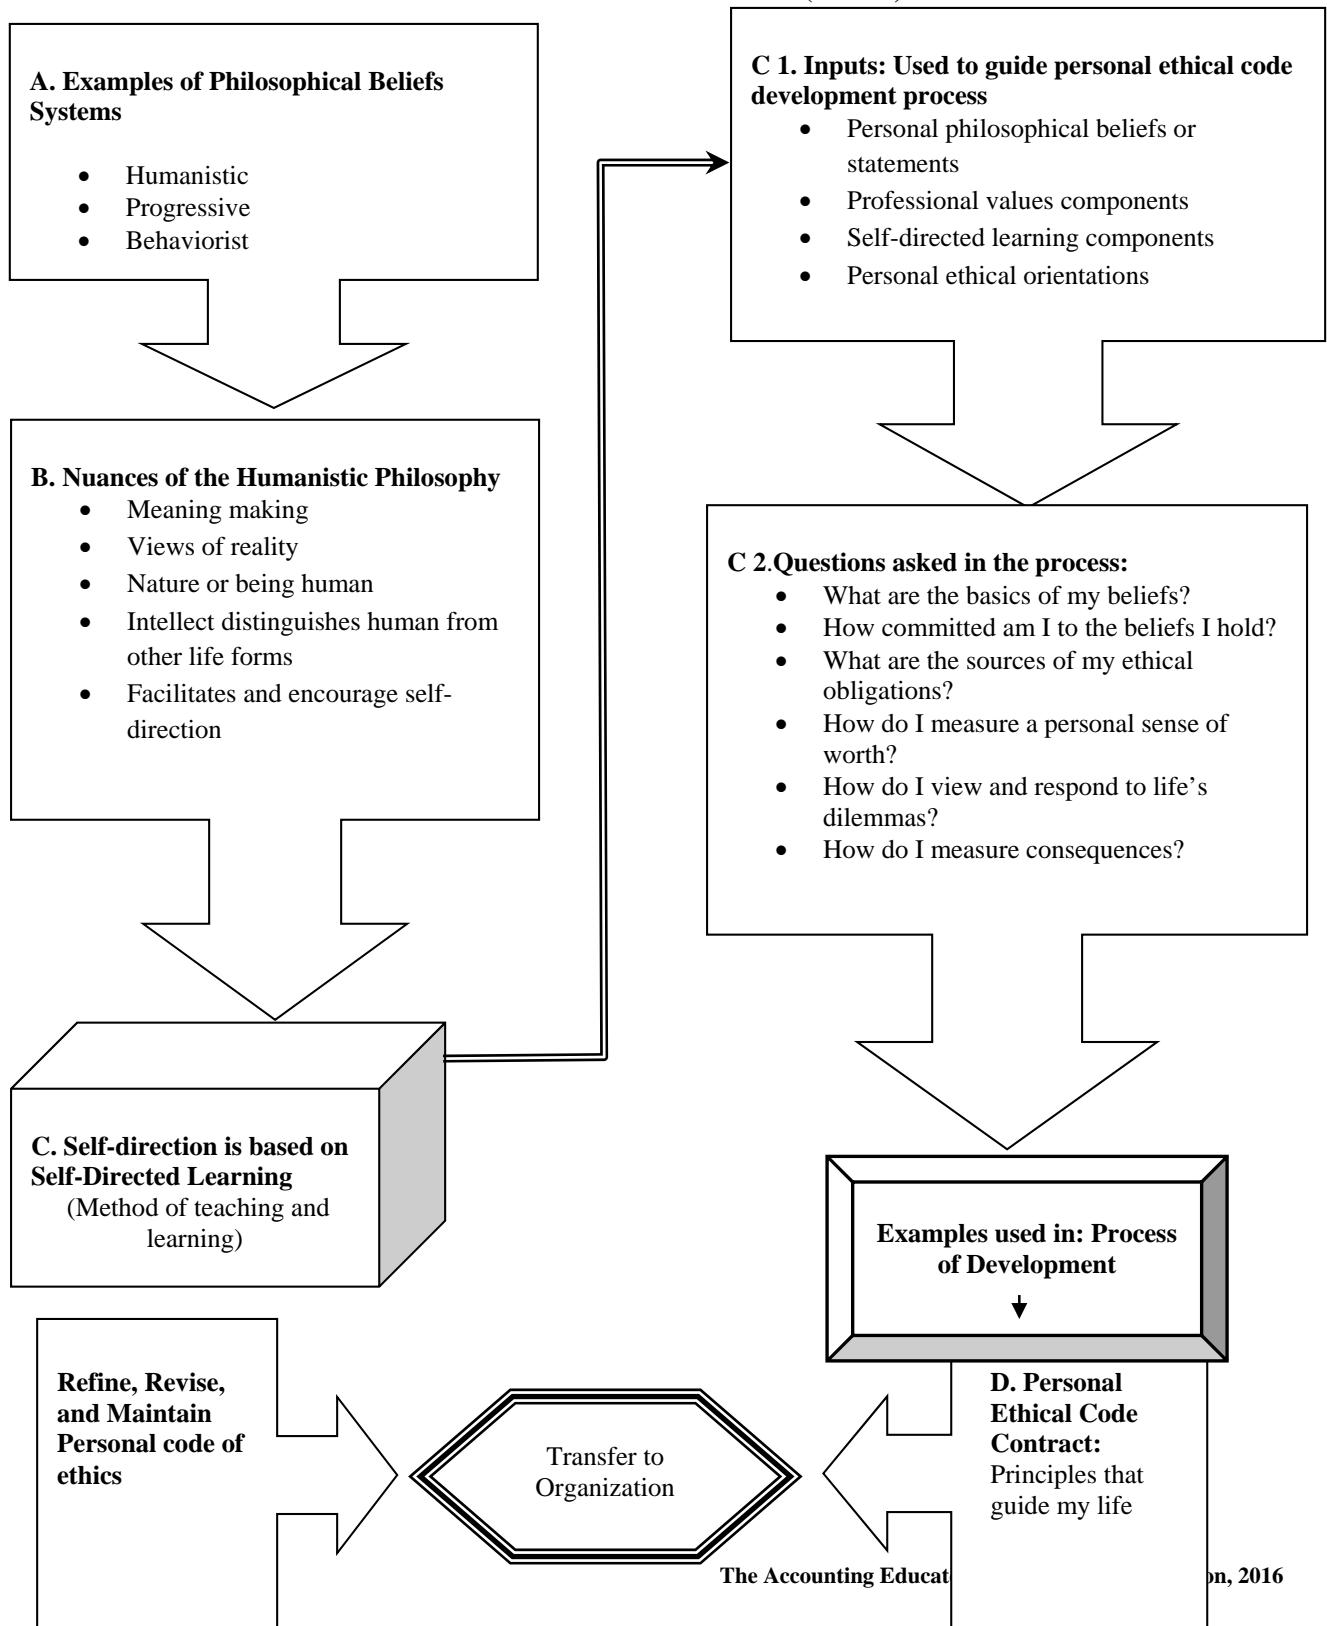 A. Examples of Philosophical Beliefs
Systems
• Humanistic
• Progressive
• Behaviorist
B. Nuances of the Humanistic Philosophy
• Meaning making
• Views of reality
• Nature or being human
• Intellect distinguishes human from
other life forms
• Facilitates and encourage self-
direction
C. Self-direction is based on
Self-Directed Learning
(Method of teaching and
learning)
C 1. Inputs: Used to guide personal ethical code
development process
• Personal philosophical beliefs or
statements
• Professional values components
• Self-directed learning components
• Personal ethical orientations
C 2.Questions asked in the process:
• What are the basics of my beliefs?
• How committed am I to the beliefs I hold?
• What are the sources of my ethical
obligations?
• How do I measure a personal sense of
worth?
• How do I view and respond to life’s
dilemmas?
• How do I measure consequences?
Examples used in: Process
of Development
D. Personal
Ethical Code
Contract:
Principles that
guide my life
Transfer to
Organization
Refine, Revise,
and Maintain
Personal code of
ethics
The Accounting Educat on, 2016